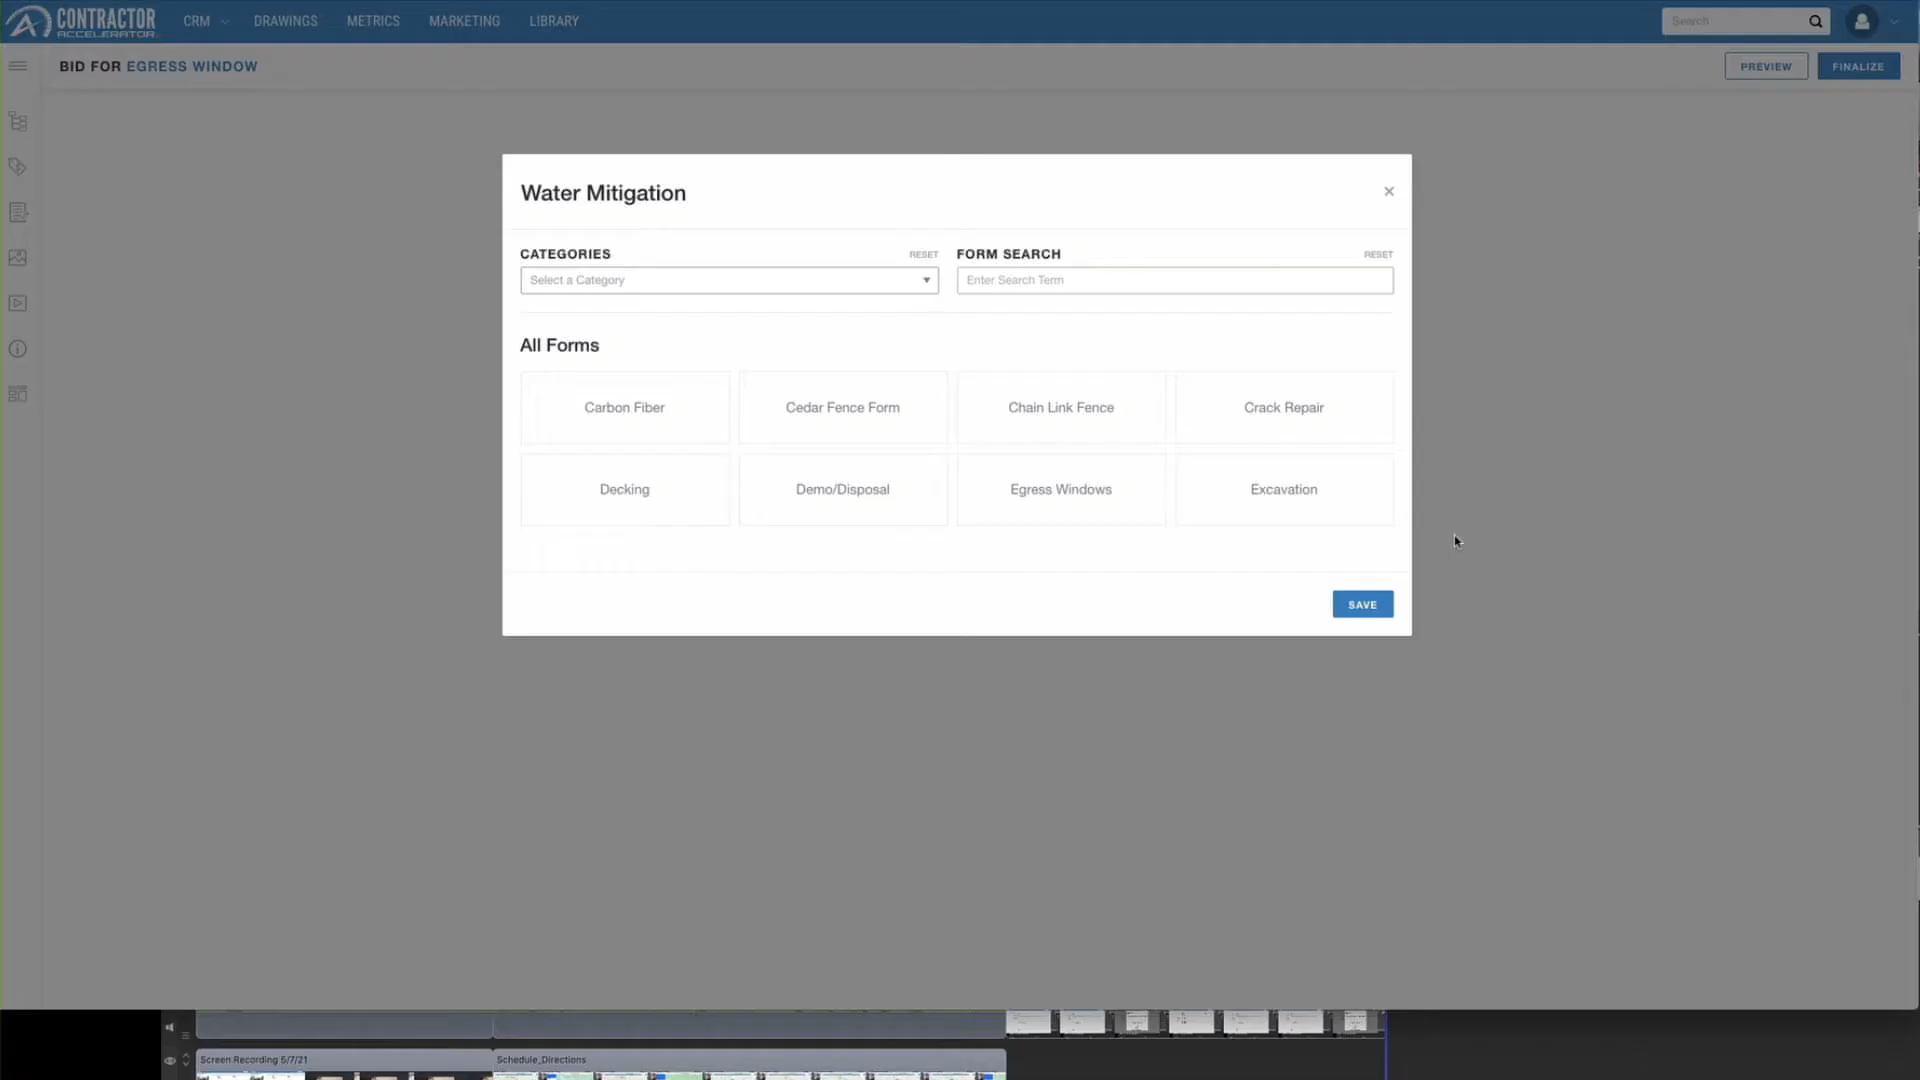 CONTRACTOR
ACCELERATOR
CRM
DRAWINGS
METRICS
MARKETING
LIBRARY
Search
BID FOR EGRESS WINDOW
PREVIEW
FINALIZE
Water Mitigation
×
CATEGORIES
RESET
FORM SEARCH
RESET
Select a Category
Enter Search Term
All Forms
Carbon Fiber
Cedar Fence Form
Chain Link Fence
Crack Repair
Decking
Demo/Disposal
Egress Windows
Excavation
SAVE
Screen Recording 5/7/21
Schedule_Directions